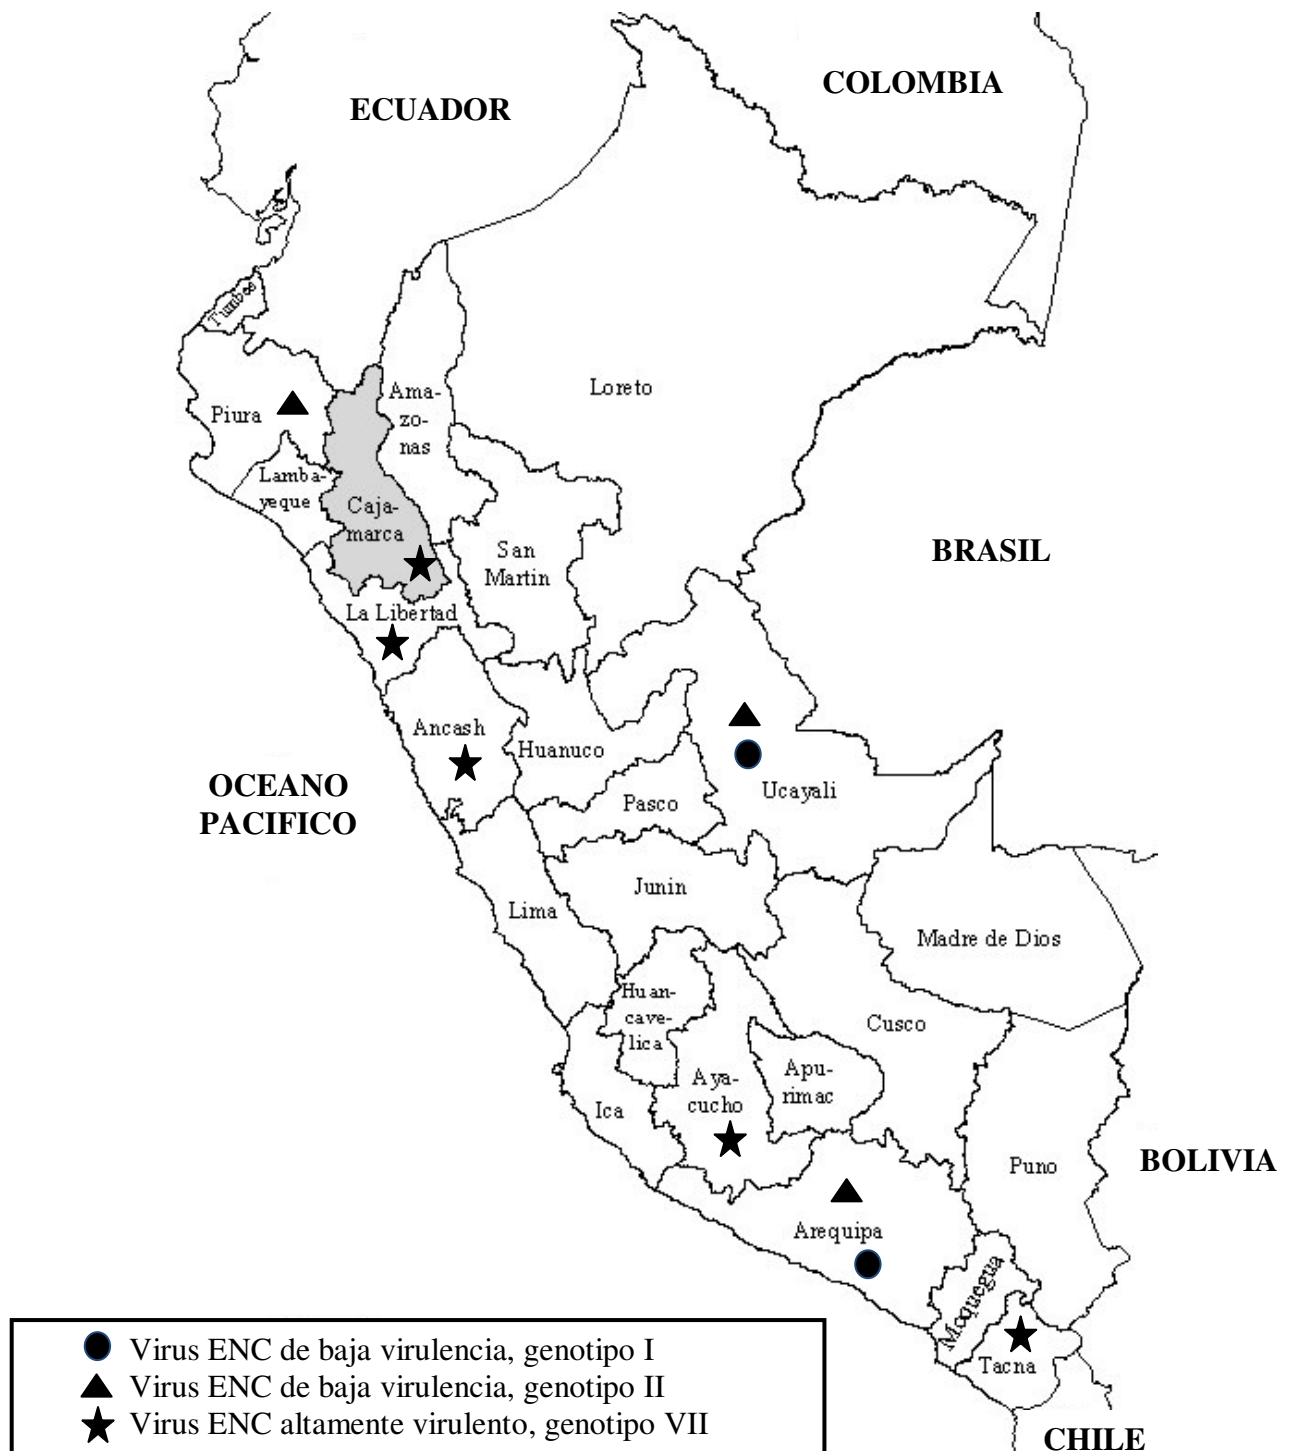 COLOMBIA
ECUADOR
Tumbes
Loreto
Ama-
zo-
nas
Piura
Lamba-
yeque
Caja-
marca
BRASIL
San
Martin
La Libertad
Ancash
Huanuco
OCEANO
PACIFICO
Ucayali
Pasco
Junin
Lima
Madre de Dios
Huan-
cave-
lica
Cusco
Apu-
rimac
Aya-
cucho
Ica
Puno
BOLIVIA
Arequipa
Moquegua
Tacna
CHILE
Virus ENC de baja virulencia, genotipo I
Virus ENC de baja virulencia, genotipo II
Virus ENC altamente virulento, genotipo VII